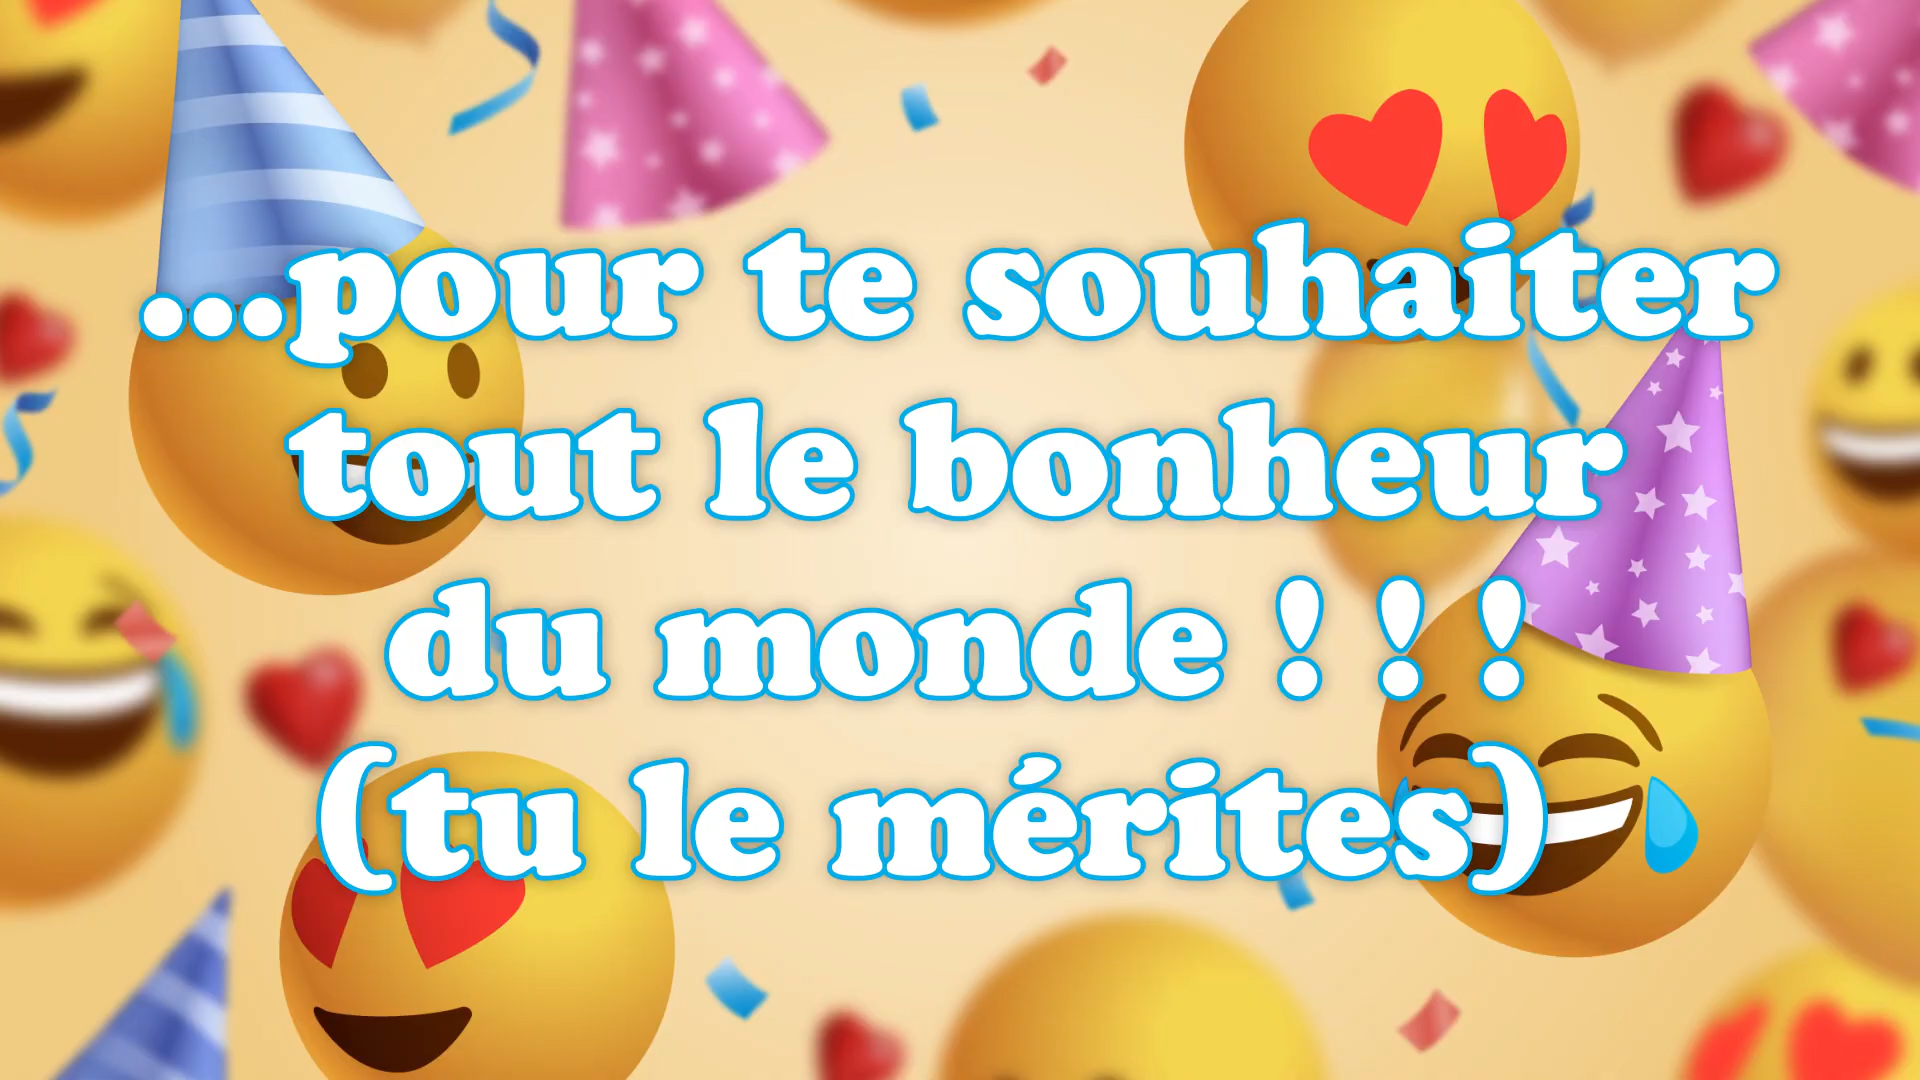 ...pour te souhaiter
tout le bonheur
du monde ! ! !
(tu le mérites)